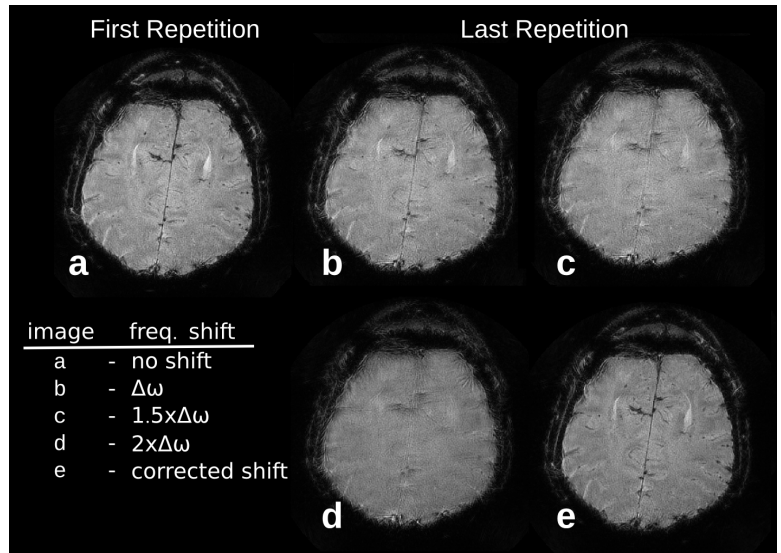 First Repetition
Last Repetition
a
b
c
image freq. shift
a - no shift
b - Δω
c - 1.5xΔω
d - 2xΔω
e - corrected shift
d
e